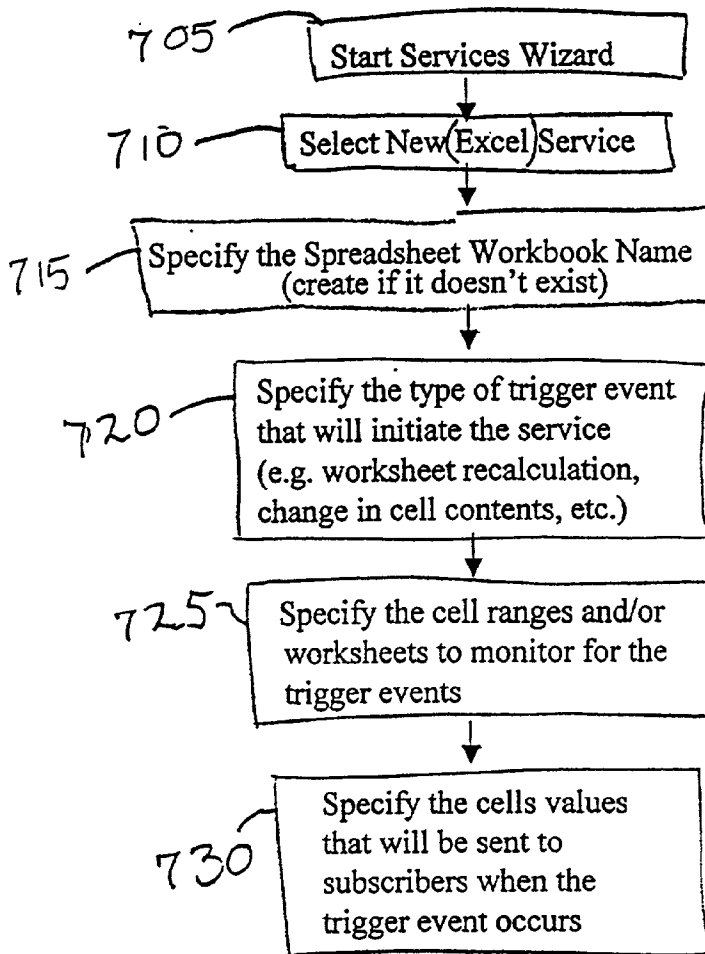 705
Start Services Wizard
710
Select New (Excel) Service
715
Specify the Spreadsheet Workbook Name
(create if it doesn't exist)
720
Specify the type of trigger event
that will initiate the service
(e.g. worksheet recalculation,
change in cell contents, etc.)
725
Specify the cell ranges and/or
worksheets to monitor for the
trigger events
730
Specify the cells values
that will be sent to
subscribers when the
trigger event occurs